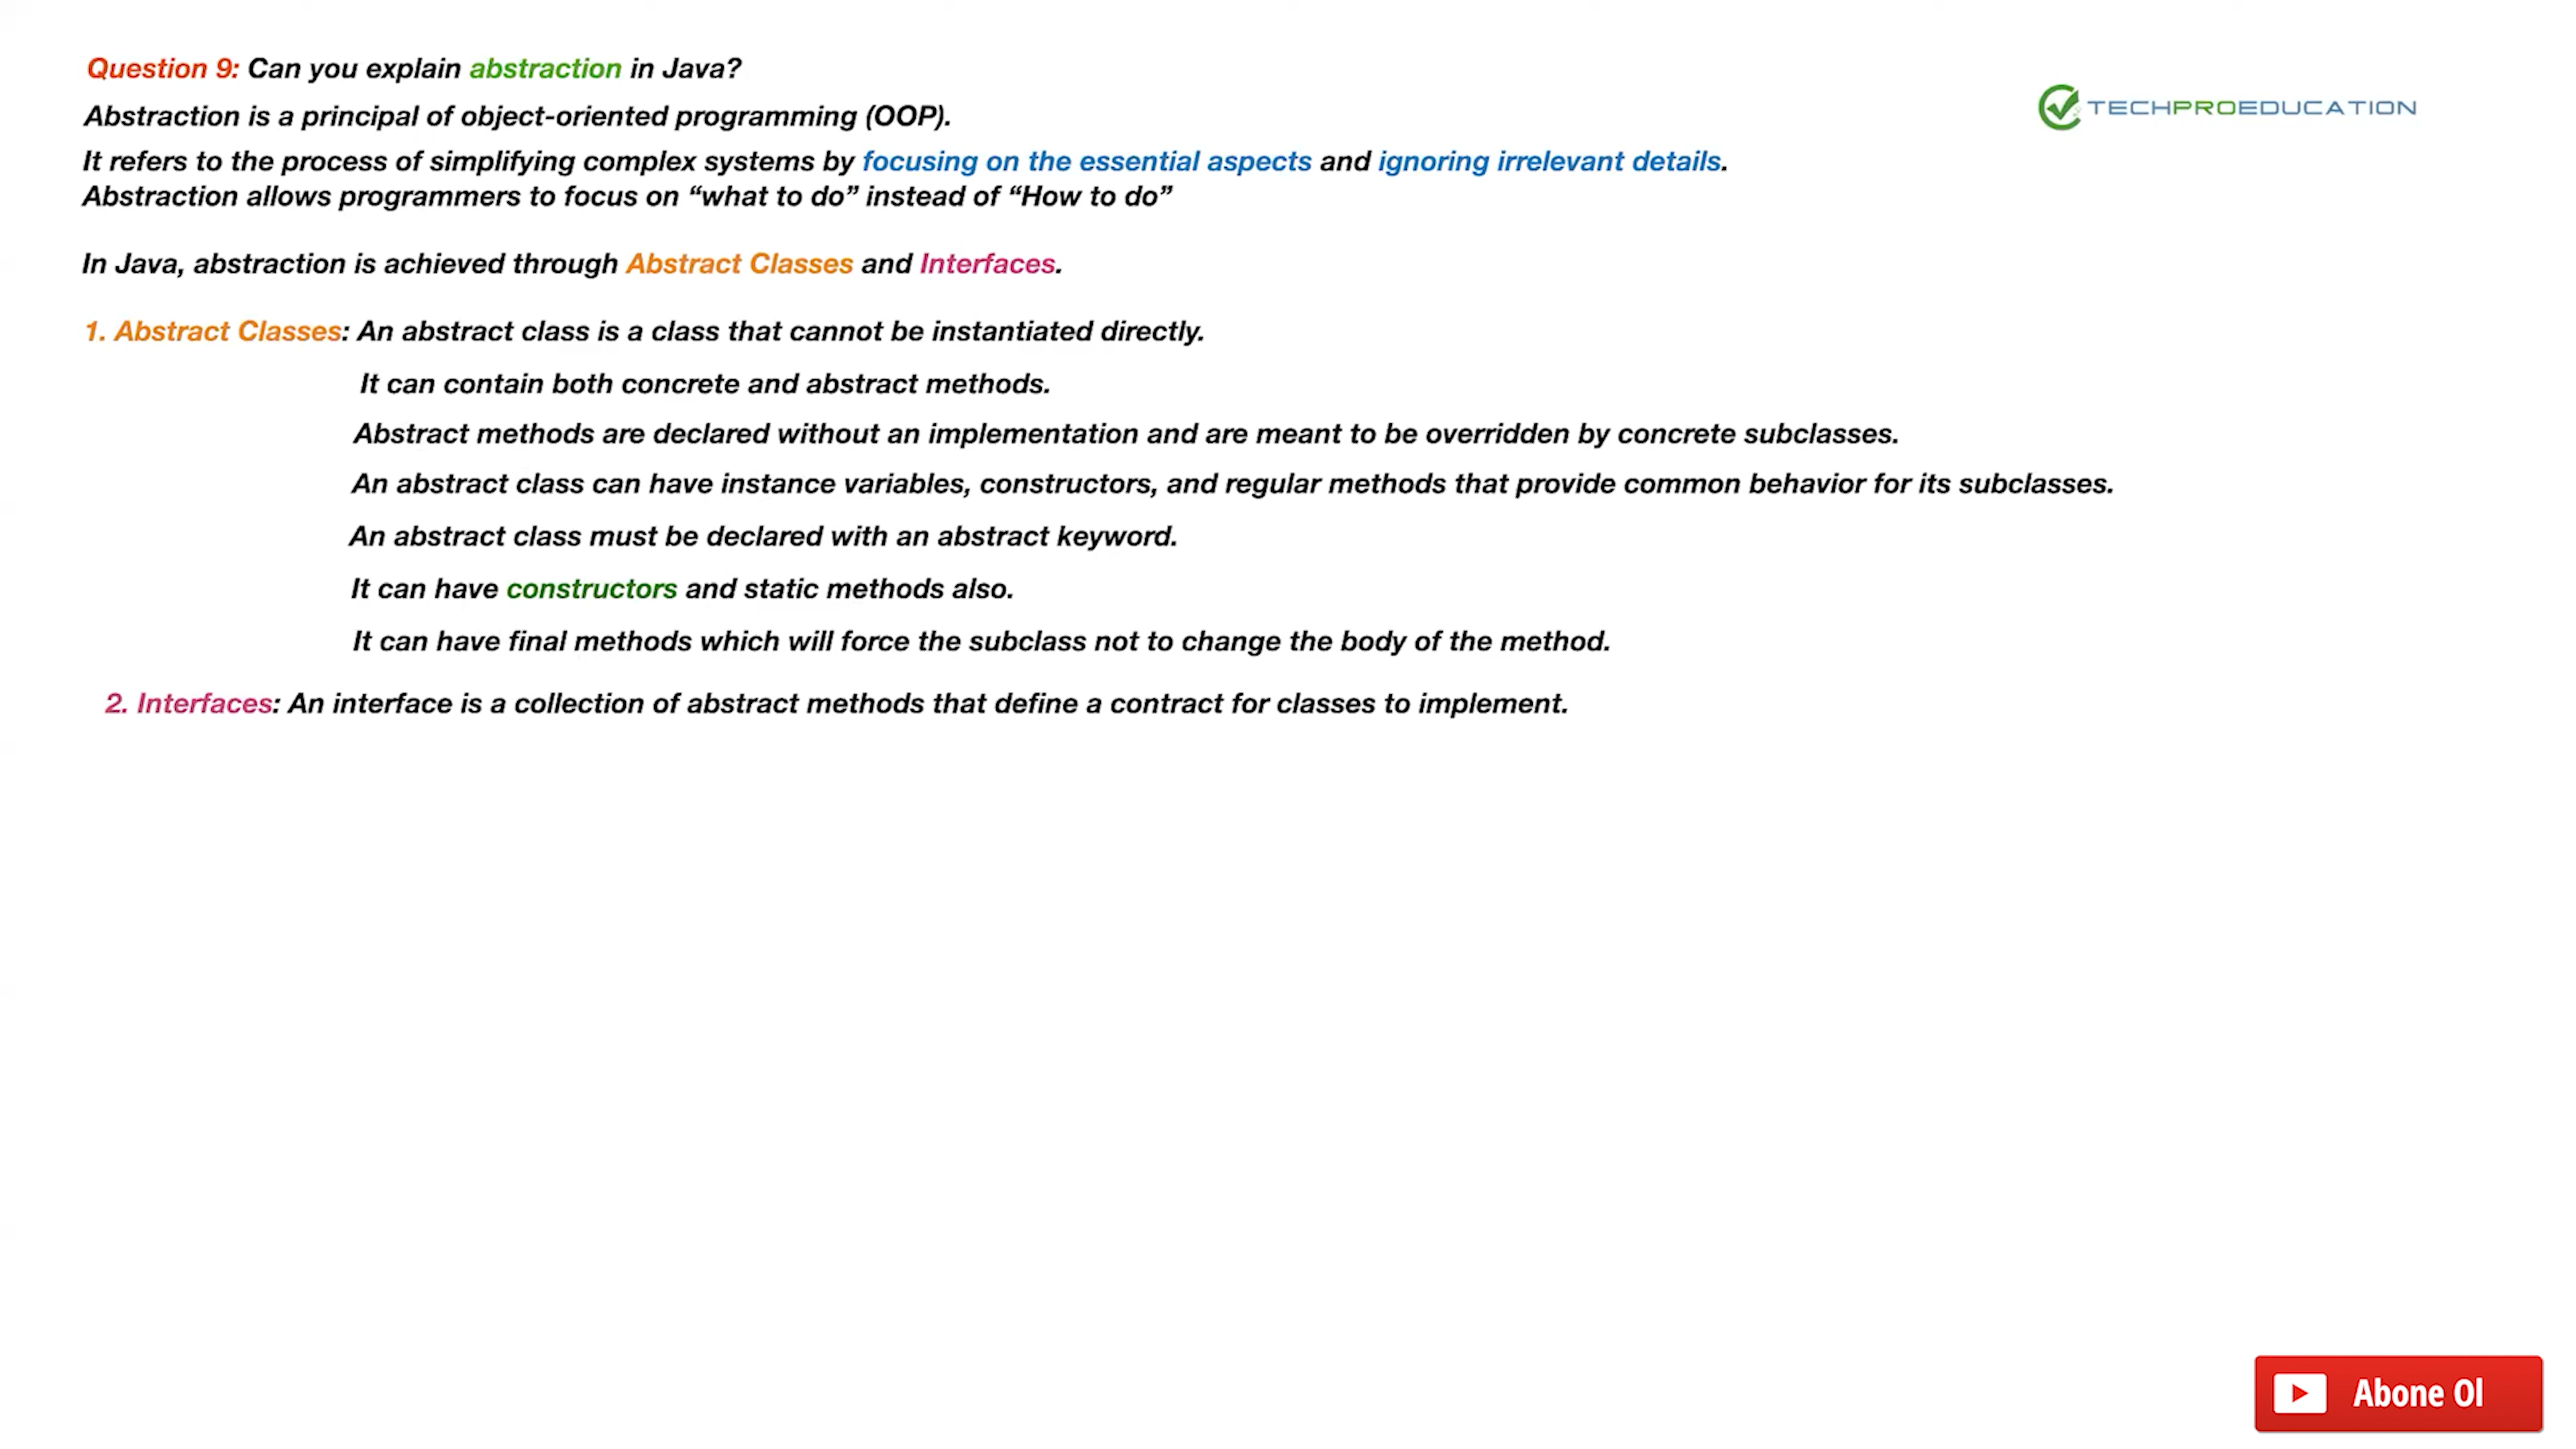 Question 9: Can you explain abstraction in Java?
TECHPROEDUCATION
Abstraction is a principal of object-oriented programming (OOP).
It refers to the process of simplifying complex systems by focusing on the essential aspects and ignoring irrelevant details.
Abstraction allows programmers to focus on “what to do” instead of “How to do”
In Java, abstraction is achieved through Abstract Classes and Interfaces.
1. Abstract Classes: An abstract class is a class that cannot be instantiated directly.
It can contain both concrete and abstract methods.
Abstract methods are declared without an implementation and are meant to be overridden by concrete subclasses.
An abstract class can have instance variables, constructors, and regular methods that provide common behavior for its subclasses.
An abstract class must be declared with an abstract keyword.
It can have constructors and static methods also.
It can have final methods which will force the subclass not to change the body of the method.
2. Interfaces: An interface is a collection of abstract methods that define a contract for classes to implement.
Abone Ol